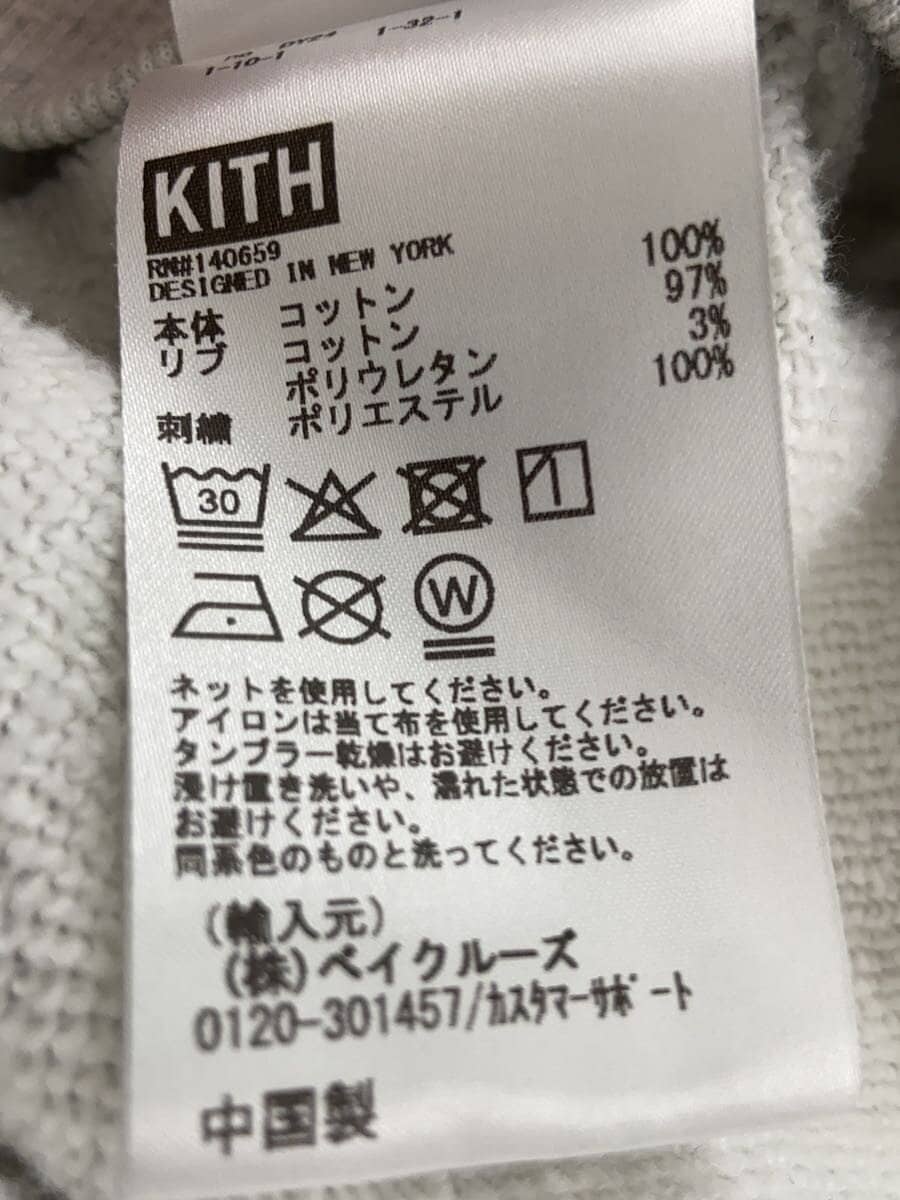 1-32-1
1-10-1
KITH
RN#140659
DESIGNED IN NEW YORK
本体 コットン 100%
リブ コットン 97%
ポリウレタン 3%
刺繍 ポリエステル 100%
30
1
W
ネットを使用してください。
アイロンは当て布を使用してください。
タンブラー乾燥はお避けください。
浸け置き洗いや、濡れた状態での放置は
お避けください。
同系色のものと洗ってください。
(輸入元)
(株)ベイクルーズ
0120-301457/ｶｽﾀﾏｰｻﾎﾟｰﾄ
中国製